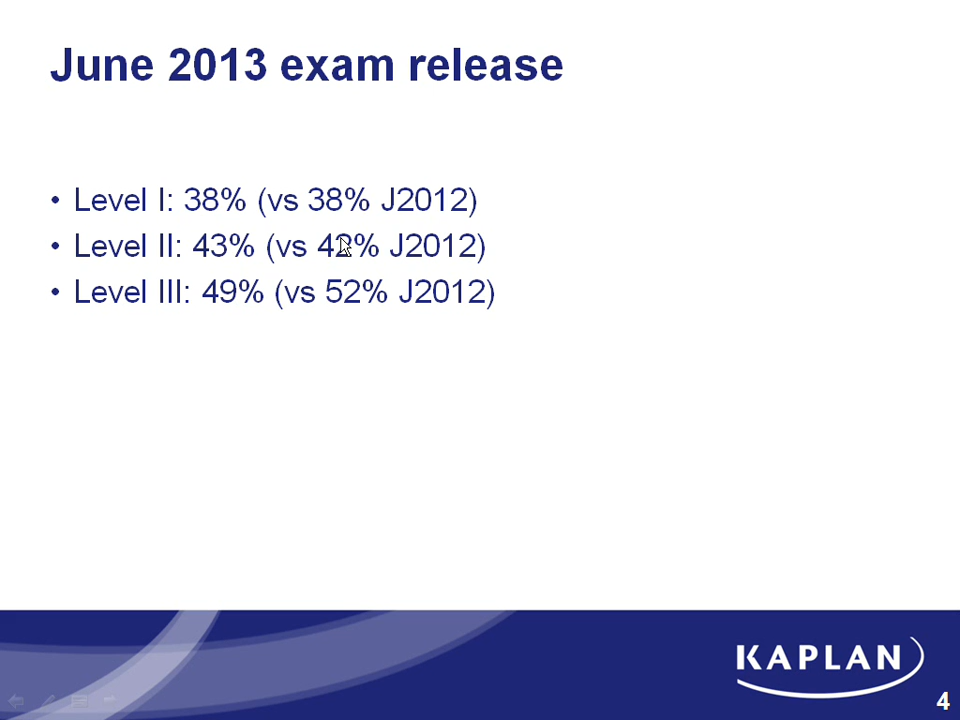 June 2013 exam release
• Level I: 38% (vs 38% J2012)
• Level II: 43% (vs 42% J2012)
• Level III: 49% (vs 52% J2012)
KAPLAN
4